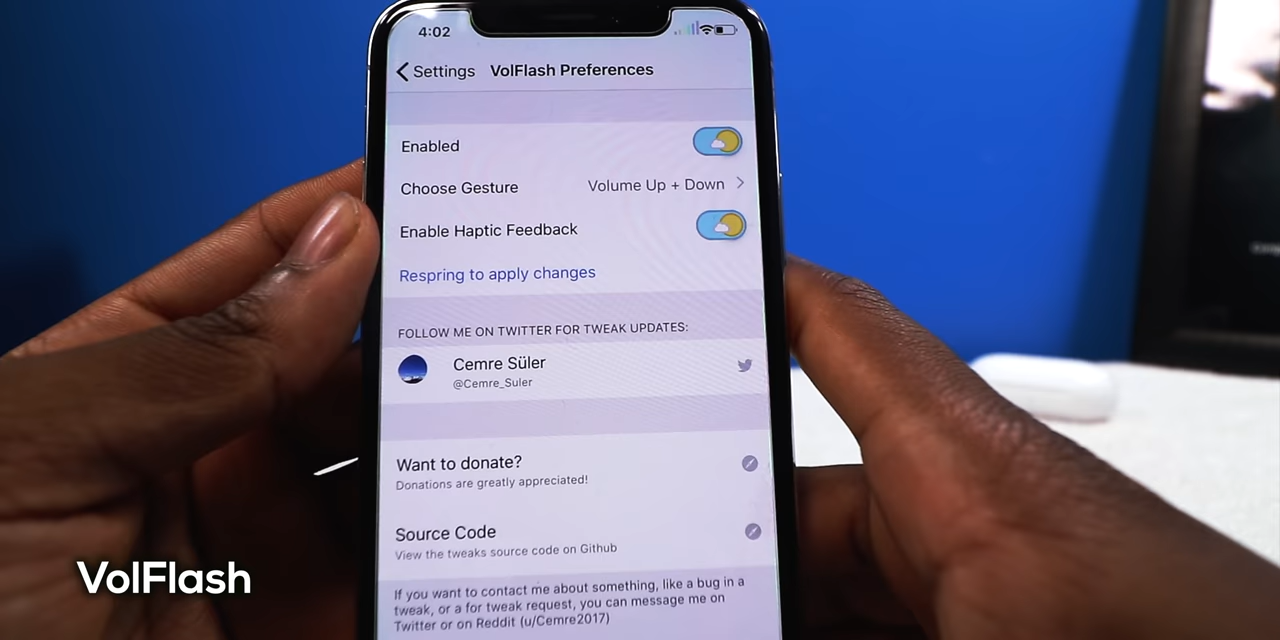 4:02
Settings
VolFlash Preferences
Enabled
Choose Gesture
Volume Up + Down
Enable Haptic Feedback
Respring to apply changes
FOLLOW ME ON TWITTER FOR TWEAK UPDATES:
Cemre Süler
@Cemre_Suler
Want to donate?
Donations are greatly appreciated!
Source Code
View the tweaks source code on Github
If you want to contact me about something, like a bug in a
tweak, or a for tweak request, you can message me on
Twitter or on Reddit (u/Cemre2017)
VolFlash